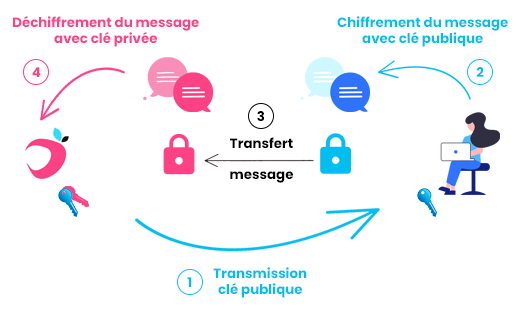 Déchiffrement du message
avec clé privée
Chiffrement du message
avec clé publique
4
2
3
Transfert
message
1
Transmission
clé publique